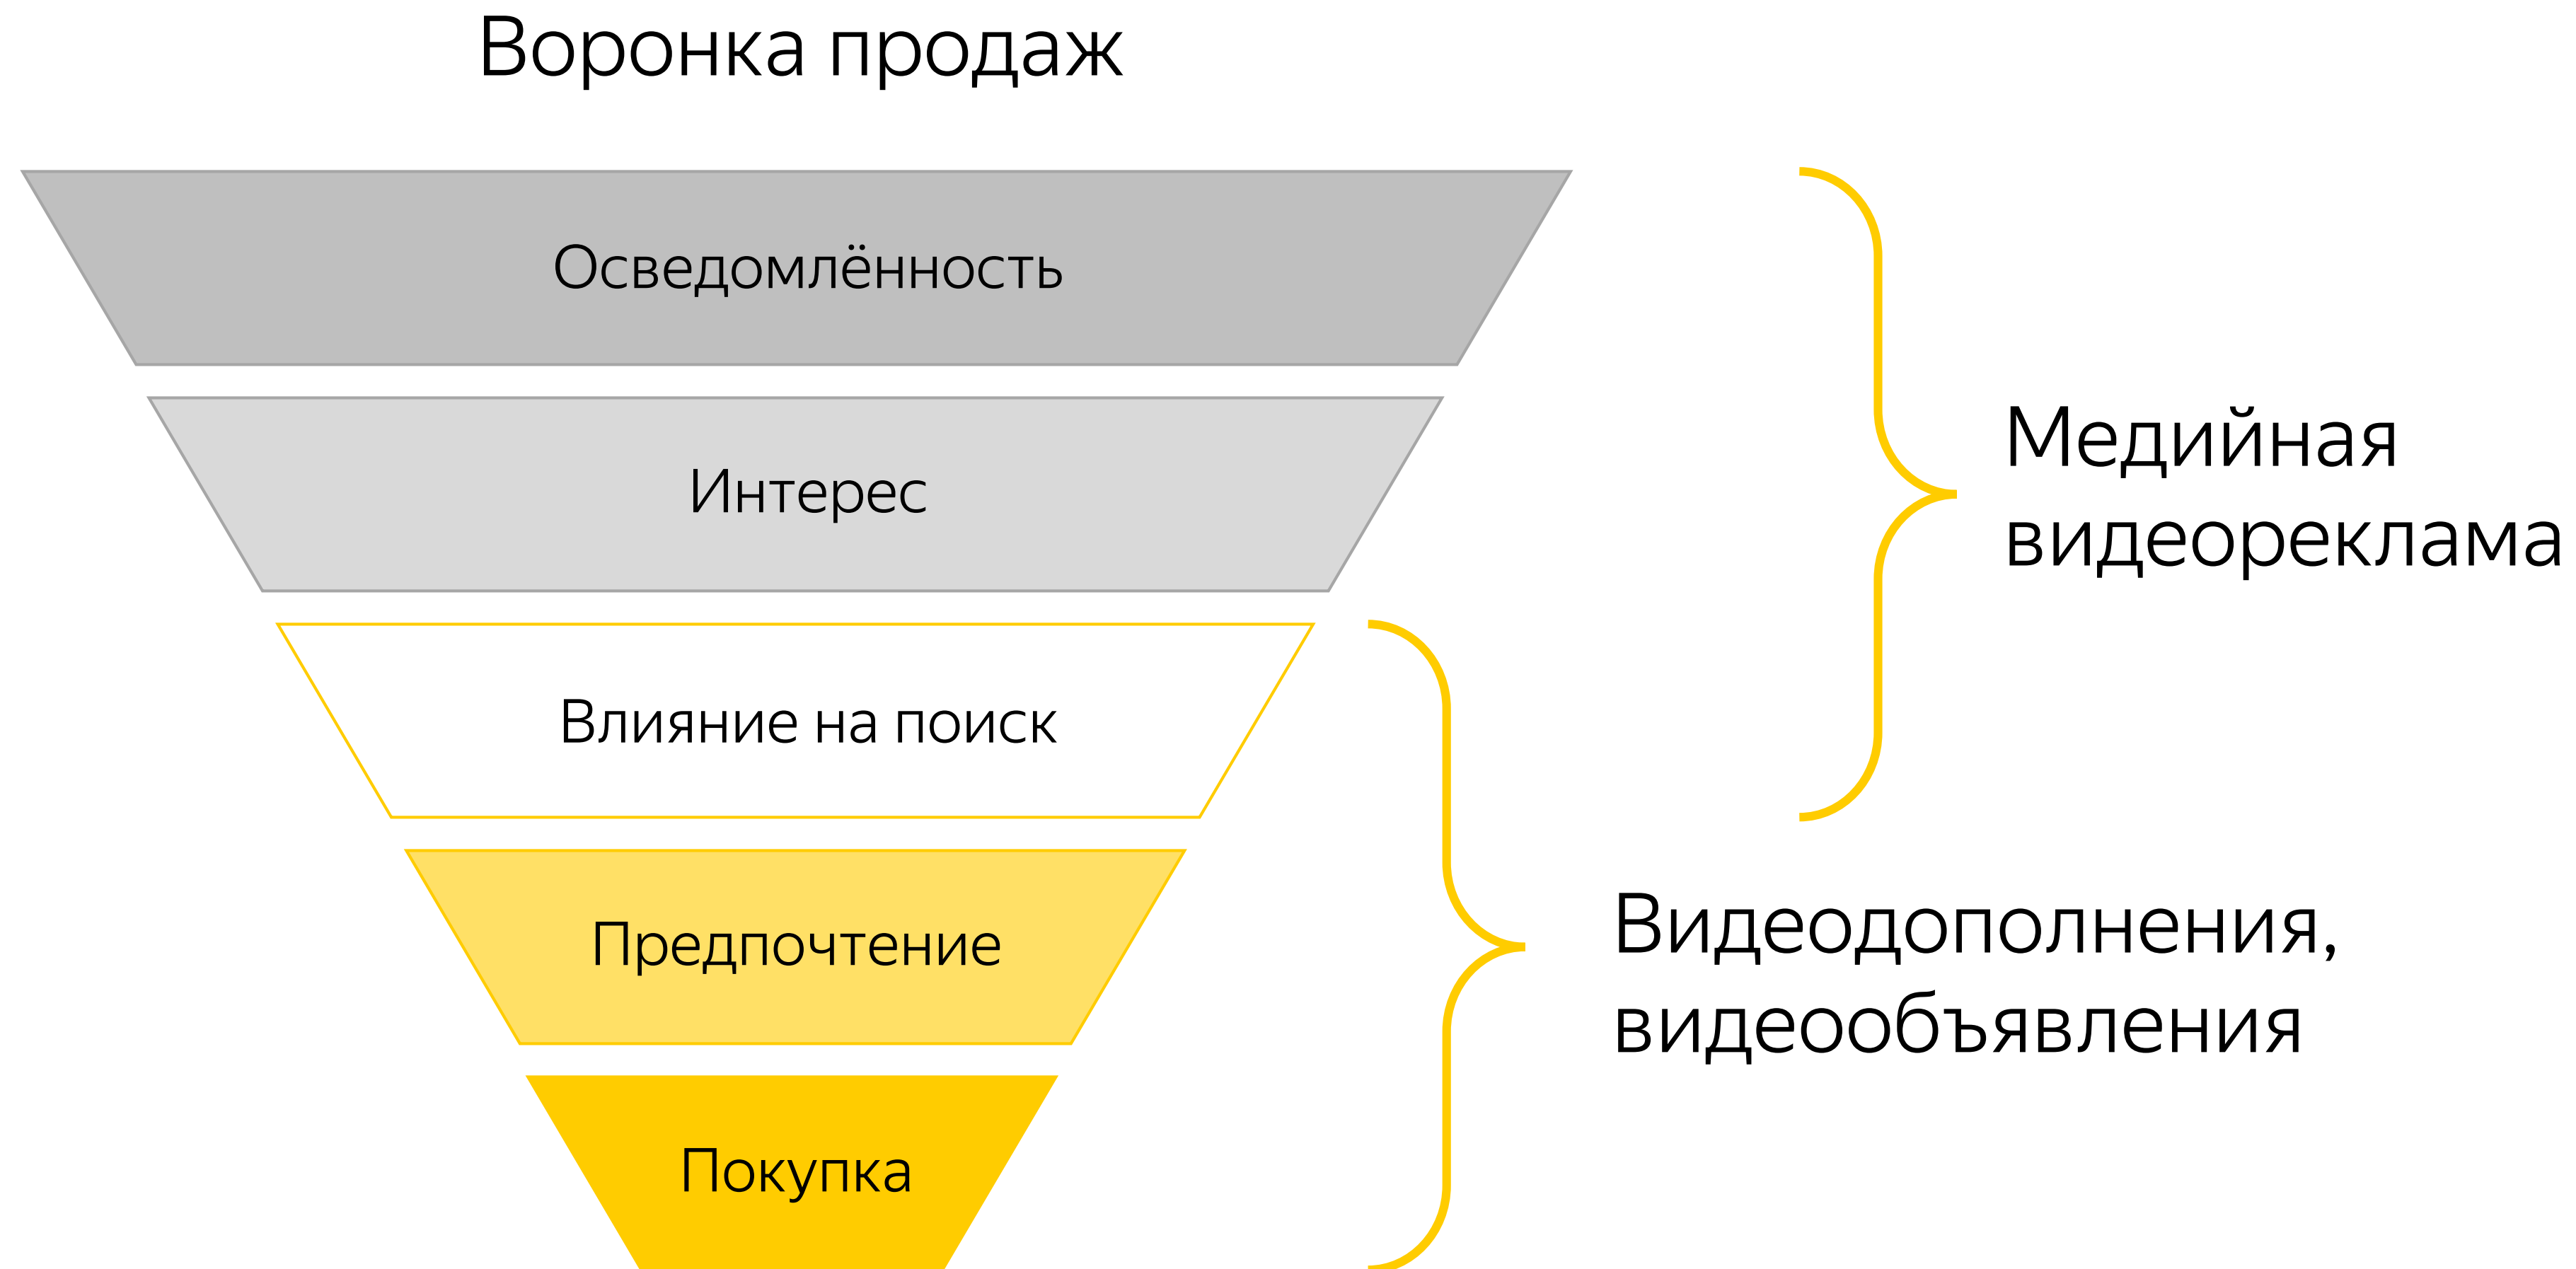 Воронка продаж
Осведомлённость
Интерес
Влияние на поиск
Предпочтение
Покупка
Медийная
видеореклама
Видеодополнения,
видеообъявления